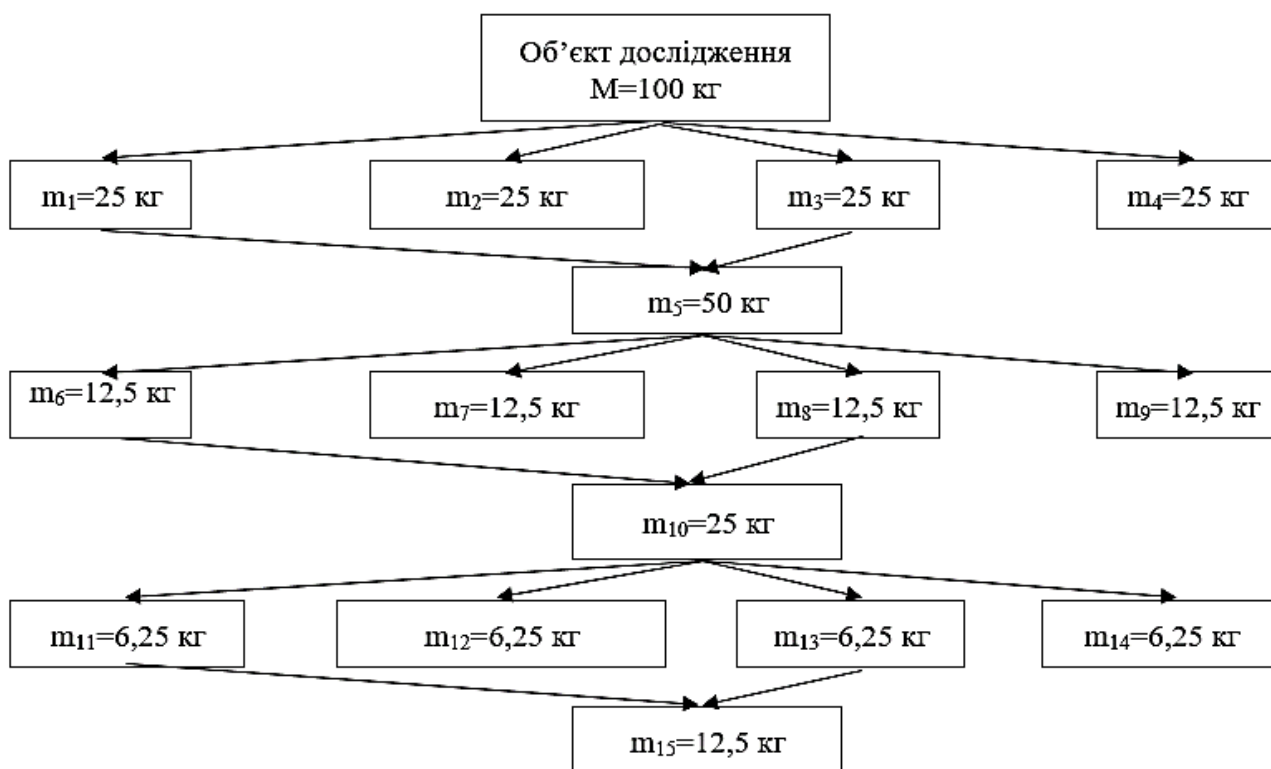 Об’єкт дослідження
М=100 кг
m₁=25 кг
m₂=25 кг
m₃=25 кг
m₄=25 кг
m₅=50 кг
m₆=12,5 кг
m₇=12,5 кг
m₈=12,5 кг
m₉=12,5 кг
m₁₀=25 кг
m₁₁=6,25 кг
m₁₂=6,25 кг
m₁₃=6,25 кг
m₁₄=6,25 кг
m₁₅=12,5 кг